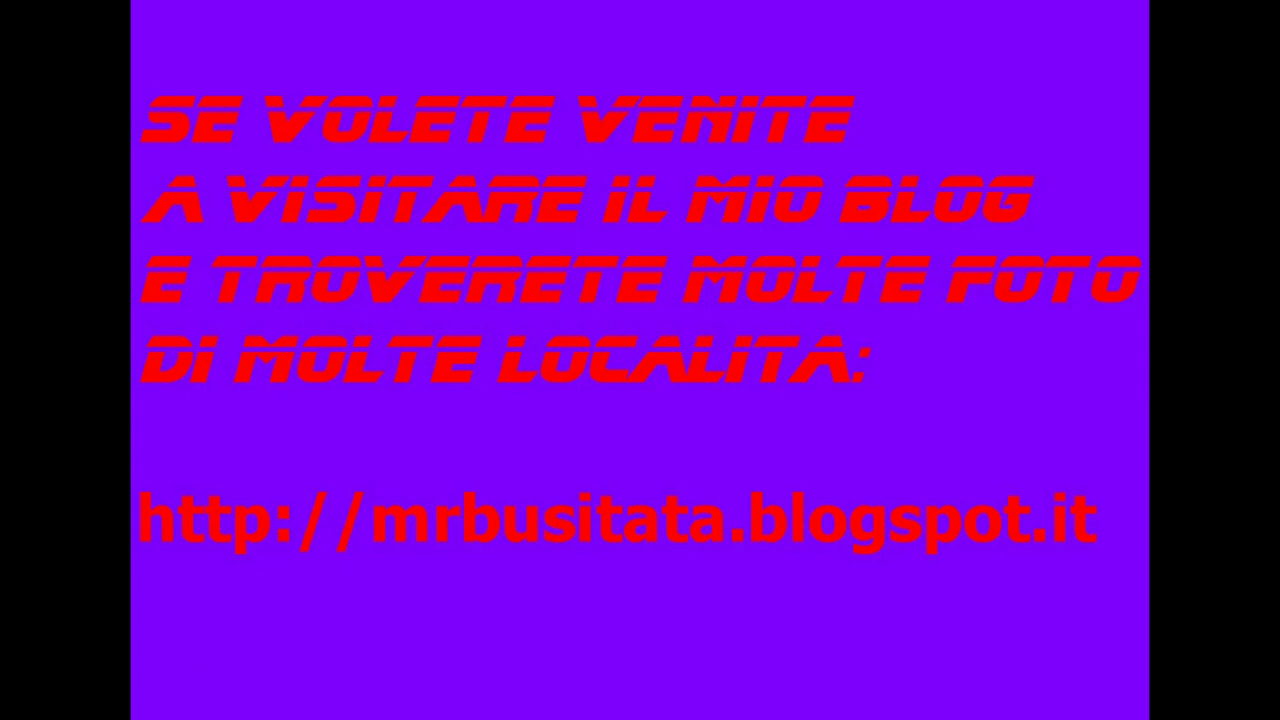 SE VOLETE VENITE
A VISITARE IL MIO BLOG
E TROVERETE MOLTE FOTO
DI MOLTE LOCALITA:
http://mrbusitata.blogspot.it